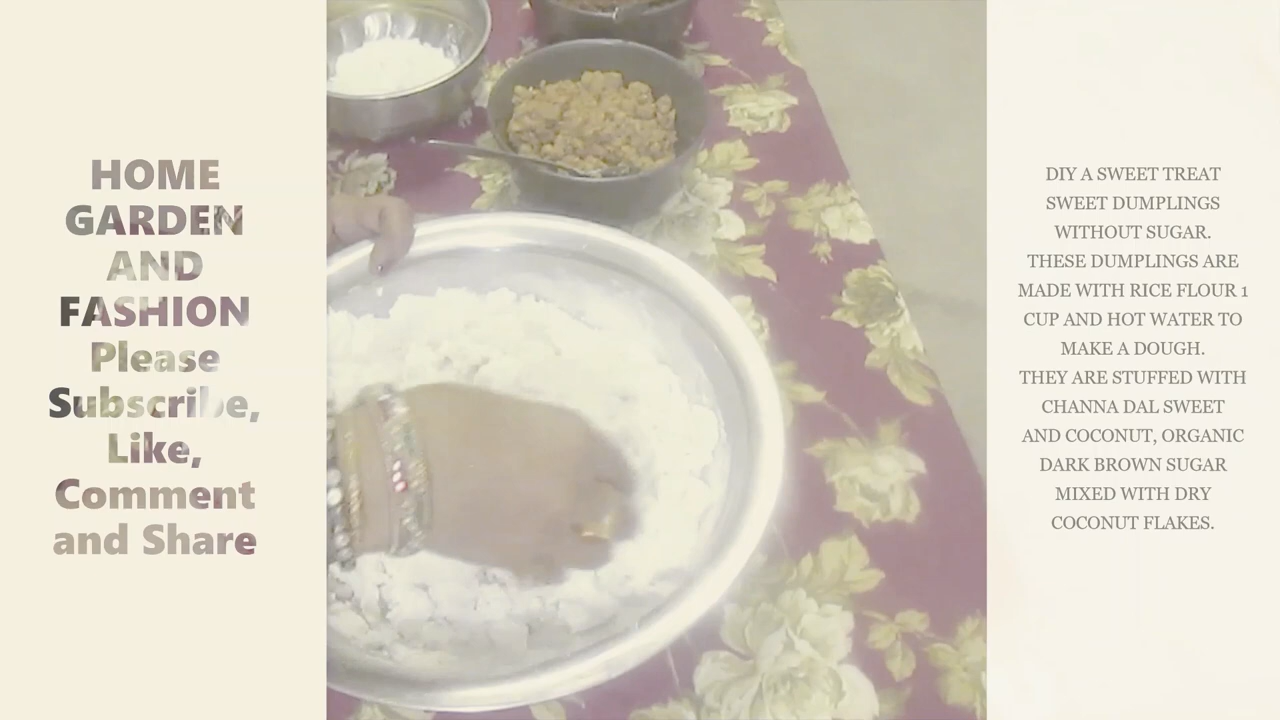 HOME
GARDEN
AND
FASHION
Please
Subscribe,
Like,
Comment
and Share
DIY A SWEET TREAT
SWEET DUMPLINGS
WITHOUT SUGAR.
THESE DUMPLINGS ARE
MADE WITH RICE FLOUR 1
CUP AND HOT WATER TO
MAKE A DOUGH.
THEY ARE STUFFED WITH
CHANNA DAL SWEET
AND COCONUT, ORGANIC
DARK BROWN SUGAR
MIXED WITH DRY
COCONUT FLAKES.